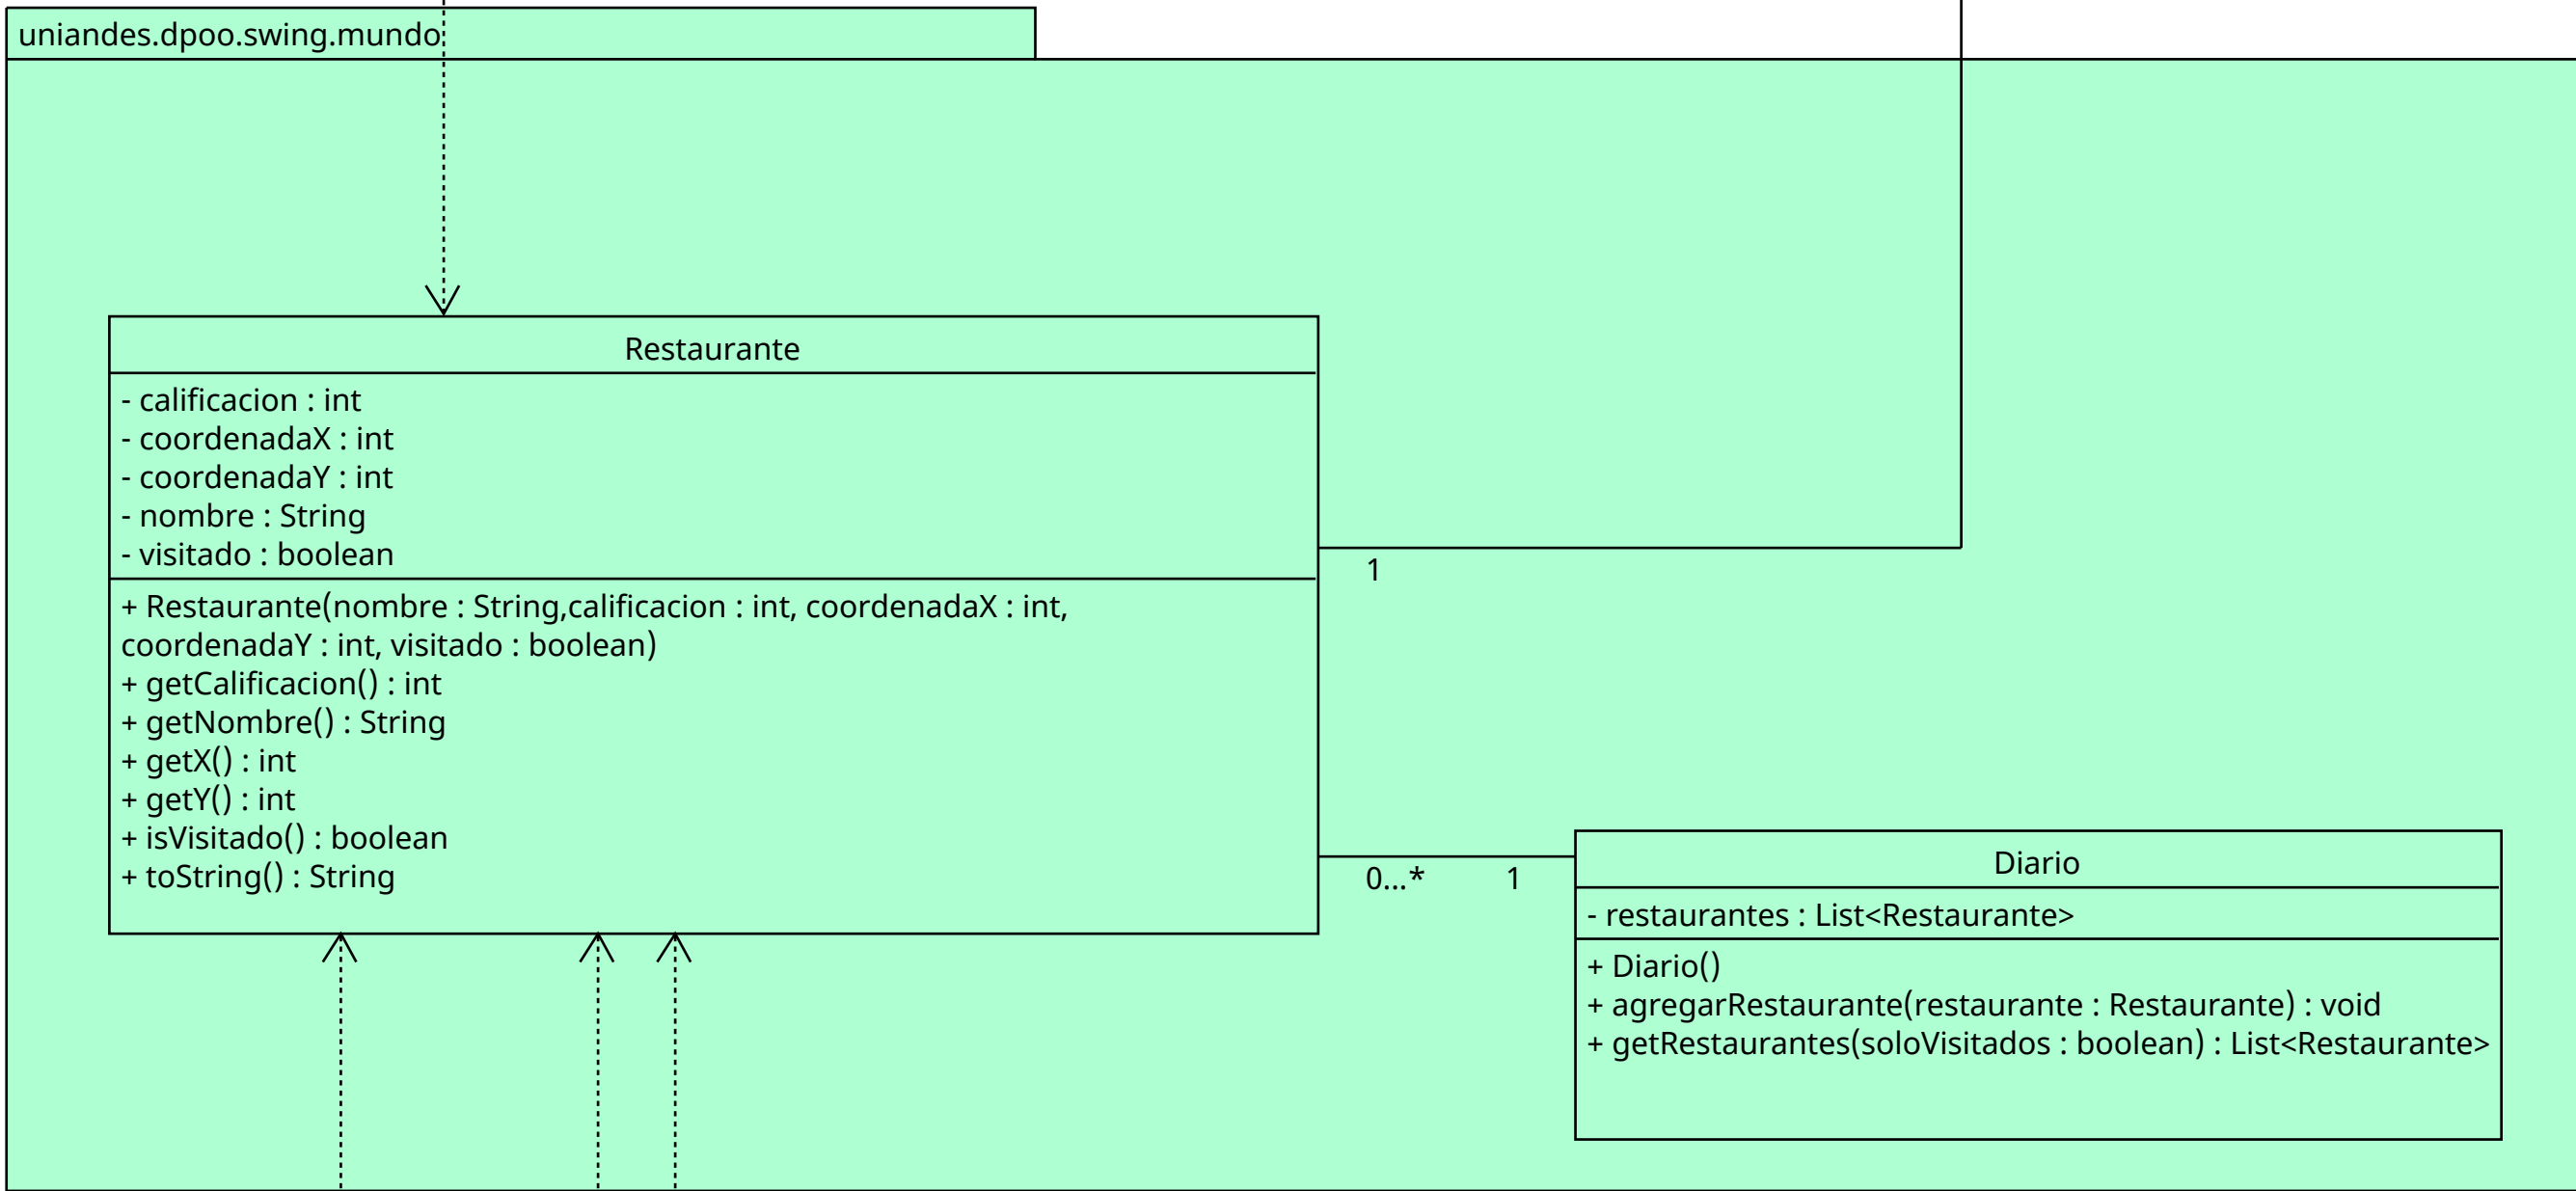 uniandes.dpoo.swing.mundo
Restaurante
- calificacion : int
- coordenadaX : int
- coordenadaY : int
- nombre : String
- visitado : boolean
1
+ Restaurante(nombre : String,calificacion : int, coordenadaX : int,
coordenadaY : int, visitado : boolean)
+ getCalificacion() : int
+ getNombre() : String
+ getX() : int
+ getY() : int
+ isVisitado() : boolean
+ toString() : String
0...*
1
Diario
- restaurantes : List<Restaurante>
+ Diario()
+ agregarRestaurante(restaurante : Restaurante) : void
+ getRestaurantes(soloVisitados : boolean) : List<Restaurante>